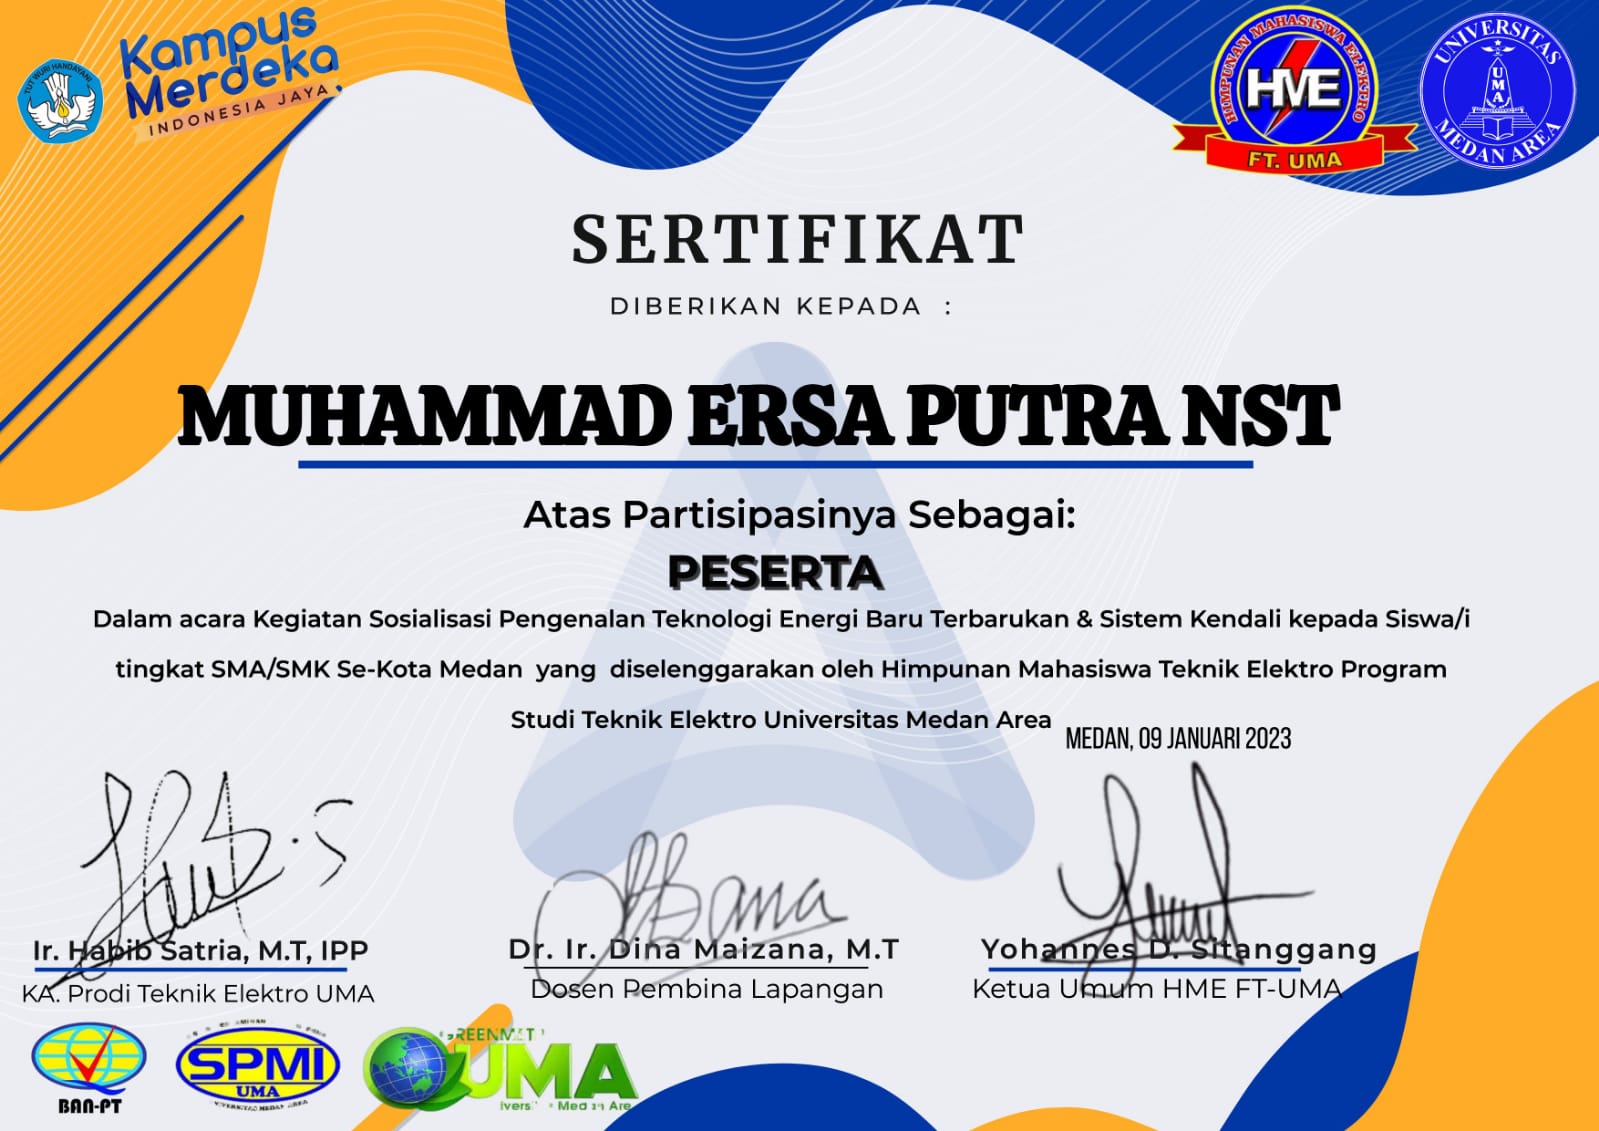 TUT WURI HANDAYANI
Kampus
Merdeka
INDONESIA JAYA
HIMPUNAN MAHASISWA ELEKTRO
HME
FT. UMA
UNIVERSITAS
UMA
MEDAN AREA
SERTIFIKAT
DIBERIKAN KEPADA :
MUHAMMAD ERSA PUTRA NST
Atas Partisipasinya Sebagai:
PESERTA
Dalam acara Kegiatan Sosialisasi Pengenalan Teknologi Energi Baru Terbarukan & Sistem Kendali kepada Siswa/i
tingkat SMA/SMK Se-Kota Medan yang diselenggarakan oleh Himpunan Mahasiswa Teknik Elektro Program
Studi Teknik Elektro Universitas Medan Area
MEDAN, 09 JANUARI 2023
Ir. Habib Satria, M.T, IPP
KA. Prodi Teknik Elektro UMA
Dr. Ir. Dina Maizana, M.T
Dosen Pembina Lapangan
Yohannes D. Sitanggang
Ketua Umum HME FT-UMA
BAN-PT
SPMI
UMA
UNIVERSITAS MEDAN AREA
UMA